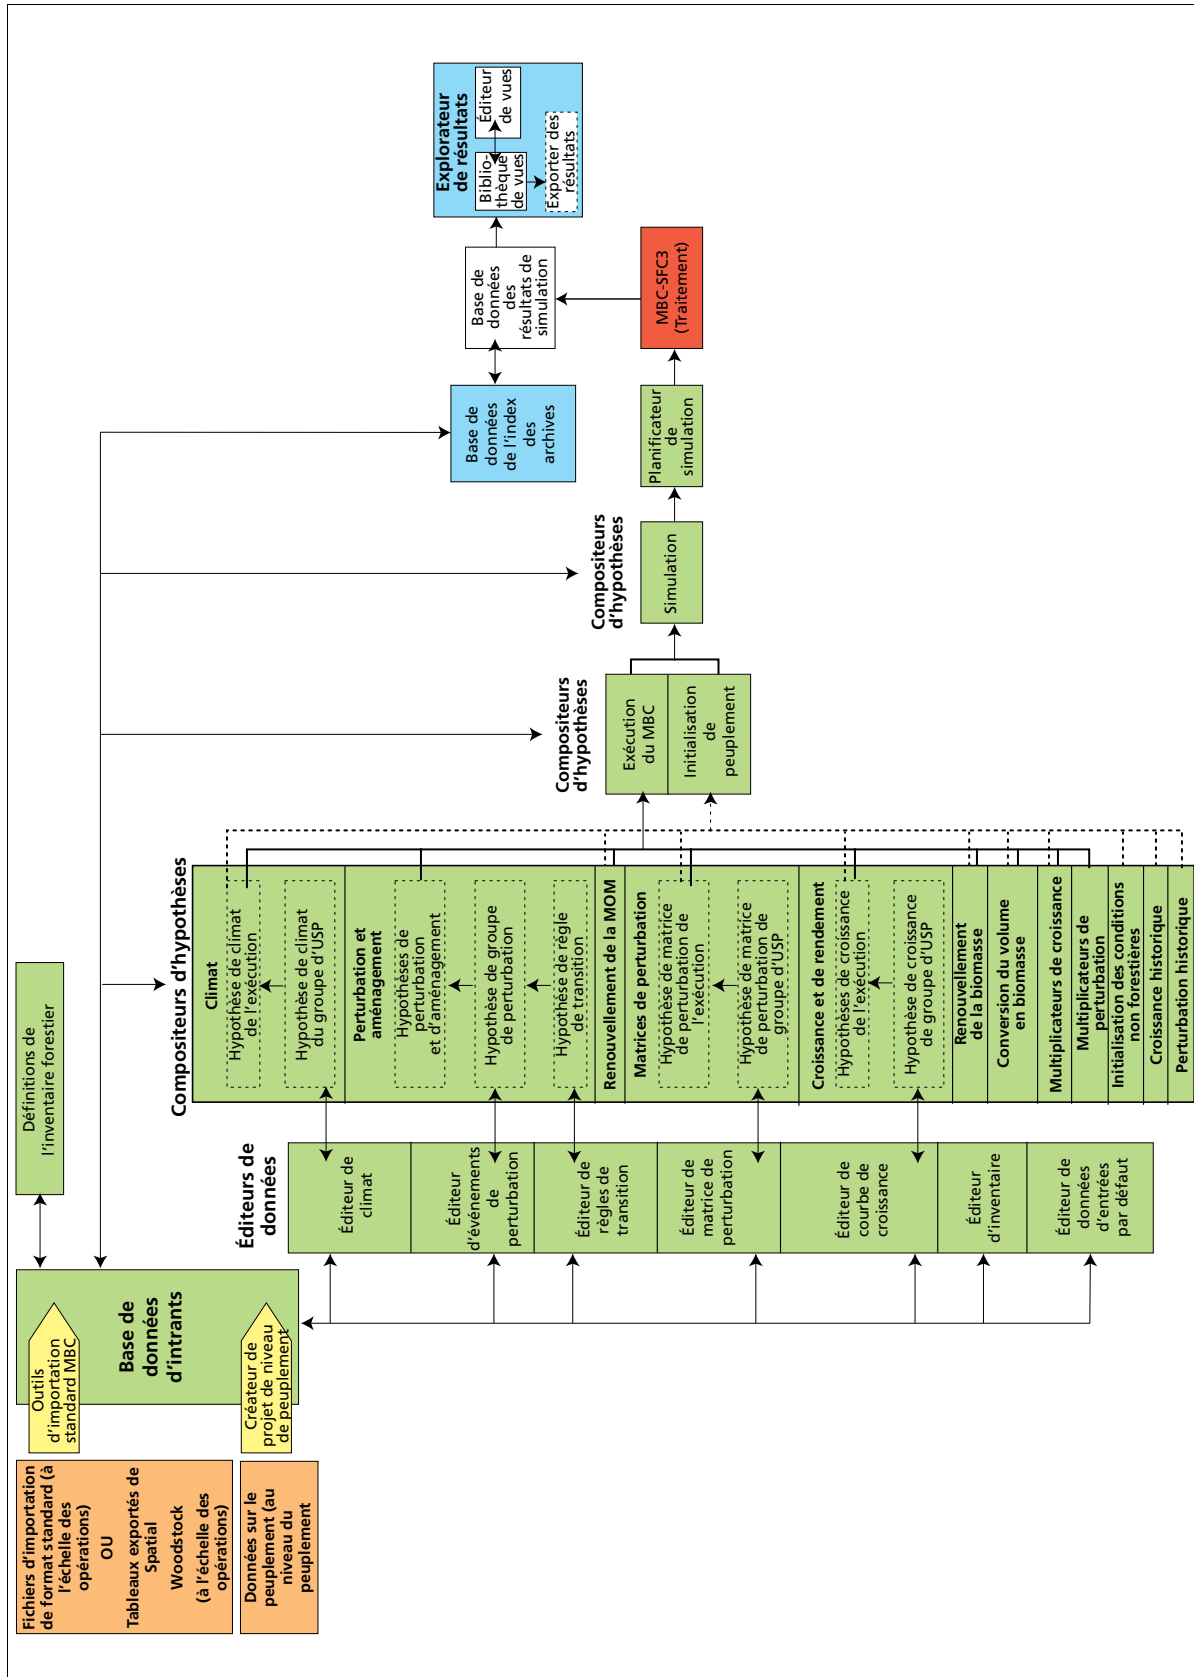 Fichiers d'importation
de format standard (à
l'échelle des
opérations)
OU
Tableaux exportés de
Spatial
Woodstock
(à l'échelle des
opérations)
Données sur le
peuplement (au
niveau du
peuplement
Outils
d'importation
standard MBC
Créateur de
projet de niveau
de peuplement
Base de
données
d'intrants
Définitions de
l'inventaire forestier
Éditeurs de
données
Éditeur de
climat
Éditeur
d'événements
de
perturbation
Éditeur de
règles de
transition
Éditeur de
matrice de
perturbation
Éditeur de
courbe de
croissance
Éditeur
d'inventaire
Éditeur de
données
d'entrées
par défaut
Compositeurs d'hypothèses
Climat
Hypothèse de climat
de l'exécution
Hypothèse de climat
du groupe d'USP
Perturbation et
aménagement
Hypothèses de
perturbation
et d'aménagement
Hypothèse de groupe
de perturbation
Hypothèse de règle
de transition
Renouvellement de la MOM
Matrices de perturbation
Hypothèse de matrice
de perturbation de
l'exécution
Hypothèse de matrice
de perturbation de
groupe d'USP
Croissance et de rendement
Hypothèses de croissance
de l'exécution
Hypothèse de croissance
de groupe d'USP
Renouvellement
de la biomasse
Conversion du volume
en biomasse
Multiplicateurs de croissance
Multiplicateurs de
perturbation
Initialisation des conditions
non forestières
Croissance historique
Perturbation historique
Compositeurs
d'hypothèses
Exécution
du MBC
Initialisation
de
peuplement
Compositeurs
d'hypothèses
Simulation
Planificateur
de
simulation
MBC-SFC3
(Traitement)
Base de
données
de l'index
des
archives
Base de
données
des
résultats de
simulation
Explorateur
de résultats
Biblio-
thèque
de vues
Éditeur
de vues
Exporter des
résultats